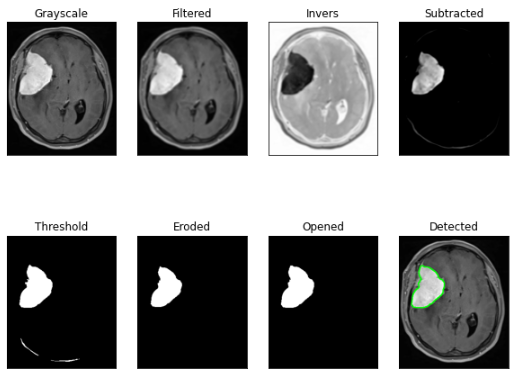 Grayscale
Filtered
Invers
Subtracted
Threshold
Eroded
Opened
Detected